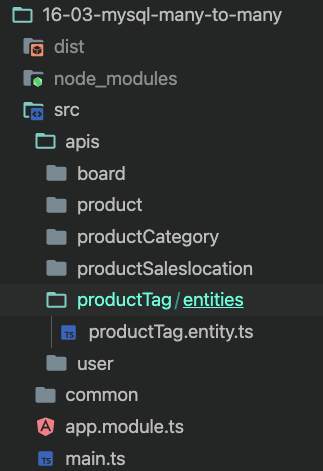 16-03-mysql-many-to-many
dist
node_modules
src
apis
board
product
productCategory
productSaleslocation
productTag/entities
TS productTag.entity.ts
user
common
app.module.ts
TS main.ts